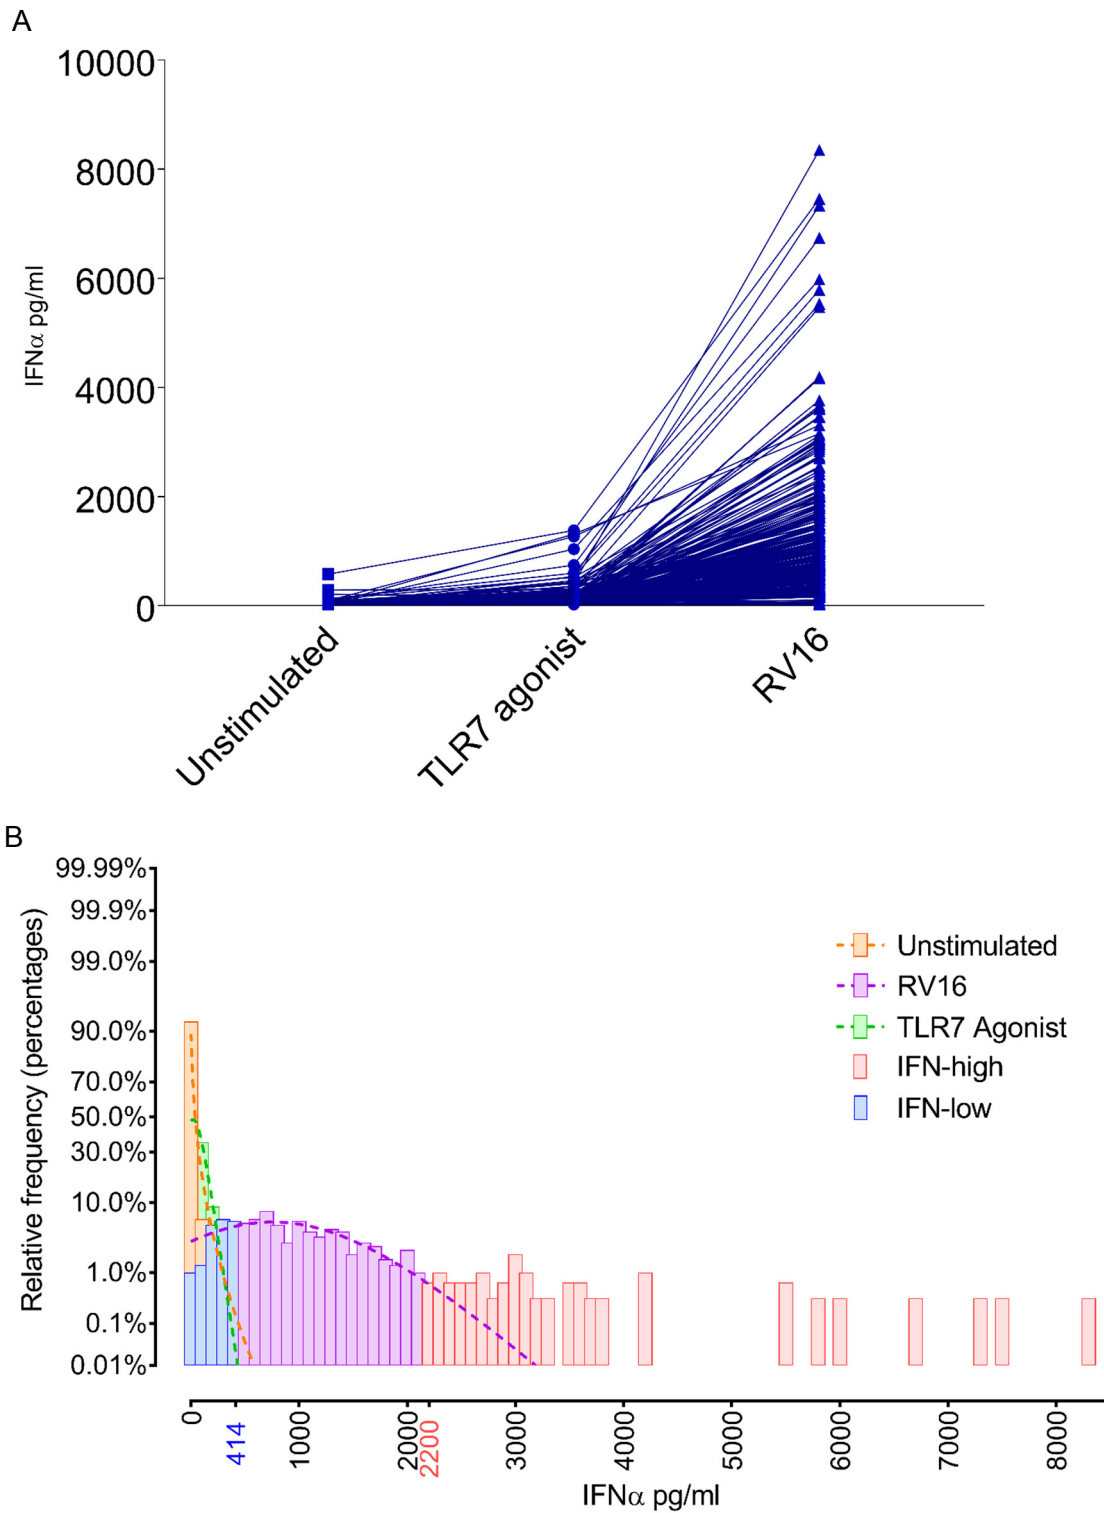 A
10000
8000
6000
4000
2000
0
IFNα pg/ml
Unstimulated
TLR7 agonist
RV16
B
99.99%
99.9%
99.0%
90.0%
70.0%
50.0%
30.0%
10.0%
1.0%
0.1%
0.01%
Relative frequency (percentages)
Unstimulated
RV16
TLR7 Agonist
IFN-high
IFN-low
0
414
1000
2000
2200
3000
4000
5000
6000
7000
8000
IFNα pg/ml